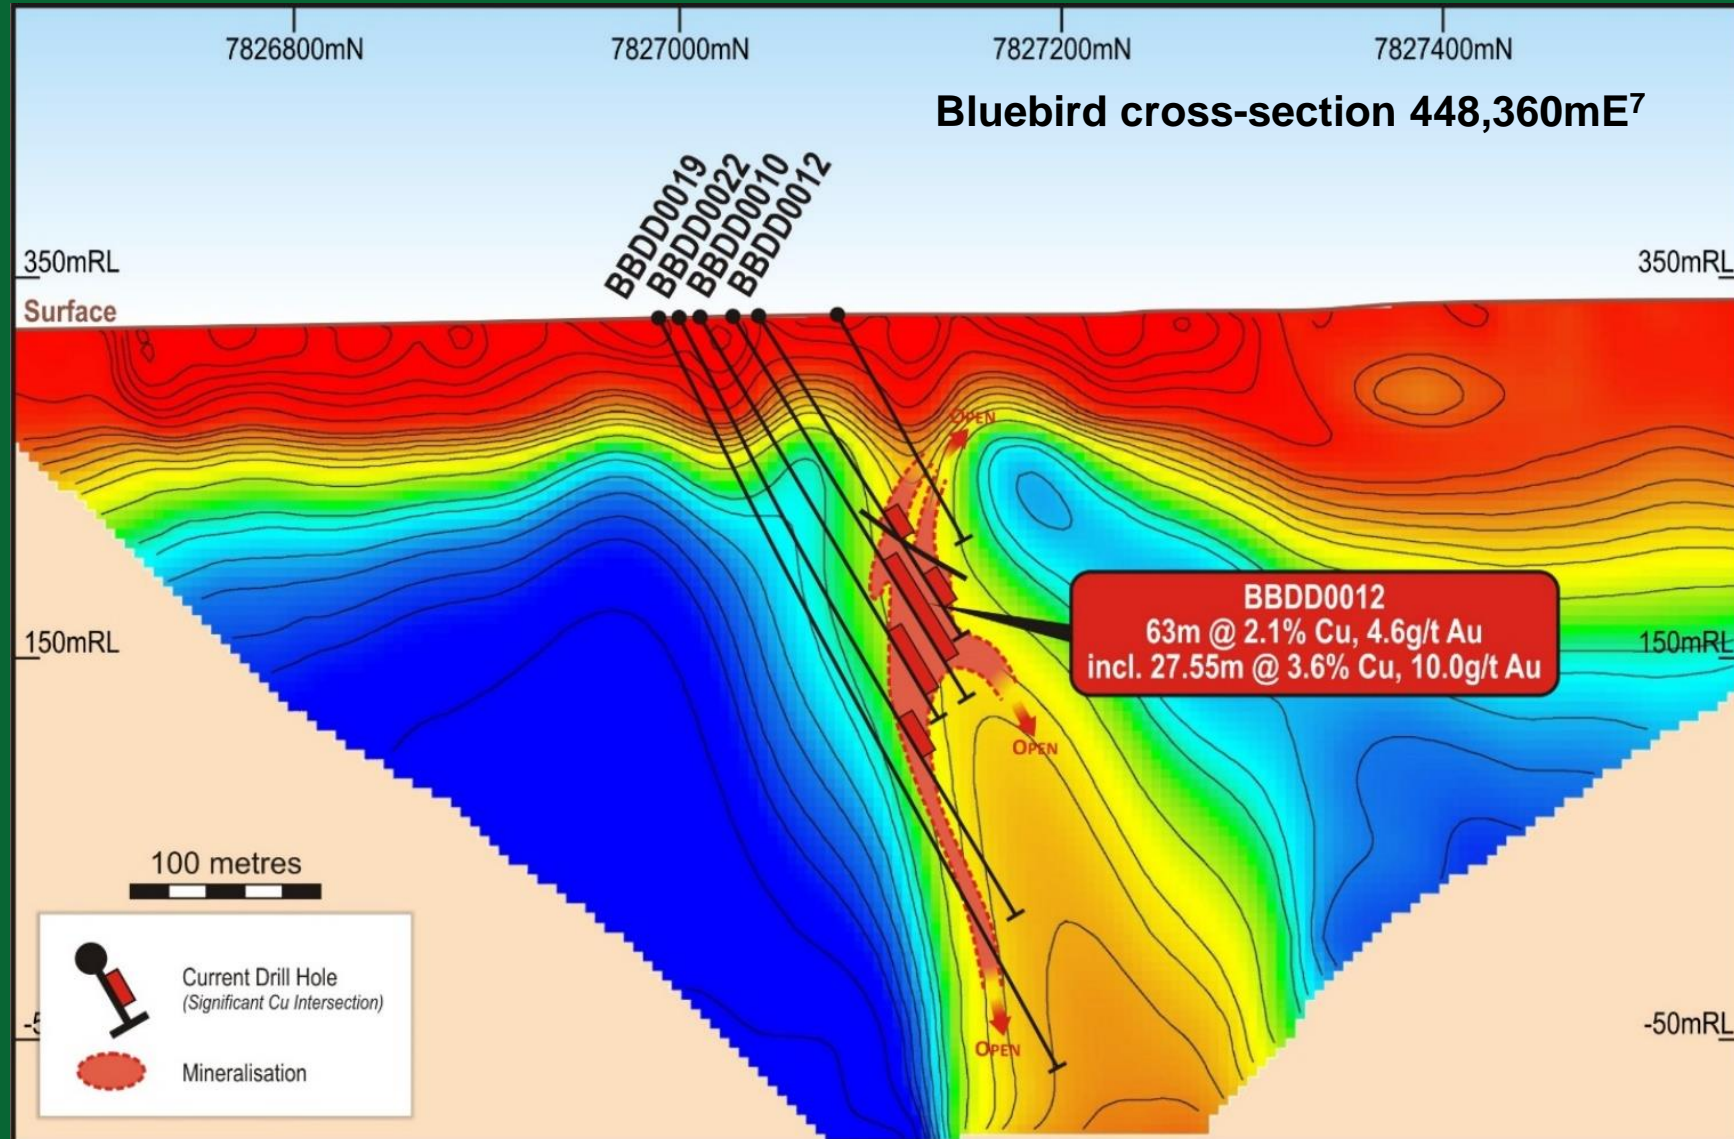 7826800mN 7827000mN 7827200mN 7827400mN
Bluebird cross-section 448,360mE⁷
BBDD0019
BBDD0022
BBDD0010
BBDD0012
350mRL 350mRL
Surface
OPEN
BBDD0012
63m @ 2.1% Cu, 4.6g/t Au
incl. 27.55m @ 3.6% Cu, 10.0g/t Au
150mRL 150mRL
OPEN
100 metres
Current Drill Hole
(Significant Cu Intersection)
-50mRL
OPEN
Mineralisation